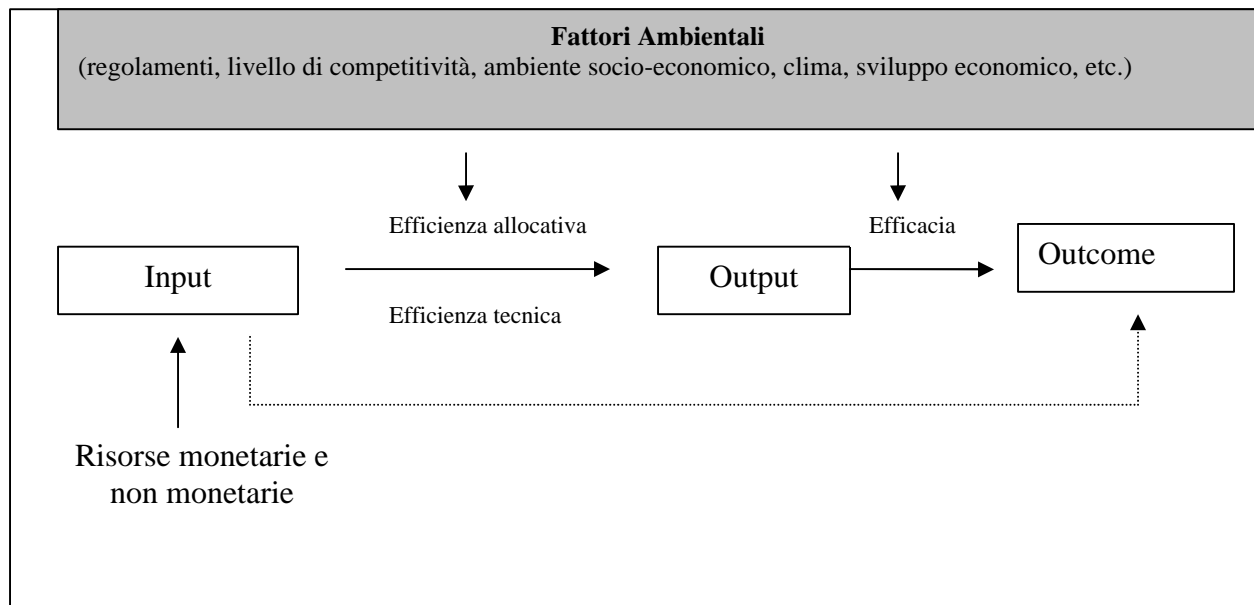 Fattori Ambientali
(regolamenti, livello di competitività, ambiente socio-economico, clima, sviluppo economico, etc.)
Efficienza allocativa
Efficacia
Input
Output
Outcome
Efficienza tecnica
Risorse monetarie e
non monetarie